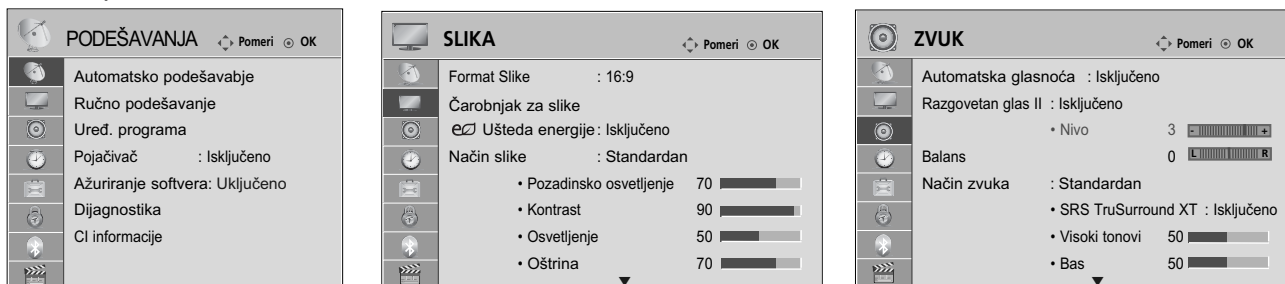 PODEŠAVANJA Pomeri OK
Automatsko podešavabje
Ručno podešavanje
Uređ. programa
Pojačivač : Isključeno
Ažuriranje softvera: Uključeno
Dijagnostika
CI informacije
SLIKA Pomeri OK
Format Slike : 16:9
Čarobnjak za slike
Ušteda energije : Isključeno
Način slike : Standardan
• Pozadinsko osvetljenje 70
• Kontrast 90
• Osvetljenje 50
• Oštrina 70
ZVUK Pomeri OK
Automatska glasnoća : Isključeno
Razgovetan glas II : Isključeno
• Nivo 3 - +
Balans 0 L R
Način zvuka : Standardan
• SRS TruSurround XT : Isključeno
• Visoki tonovi 50
• Bas 50